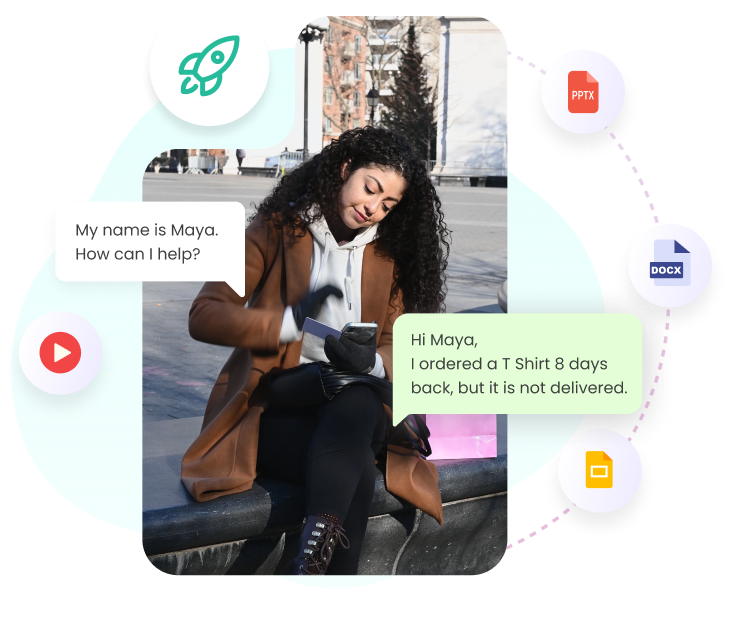 PPTX
My name is Maya.
How can I help?
DOCX
Hi Maya,
I ordered a T Shirt 8 days
back, but it is not delivered.